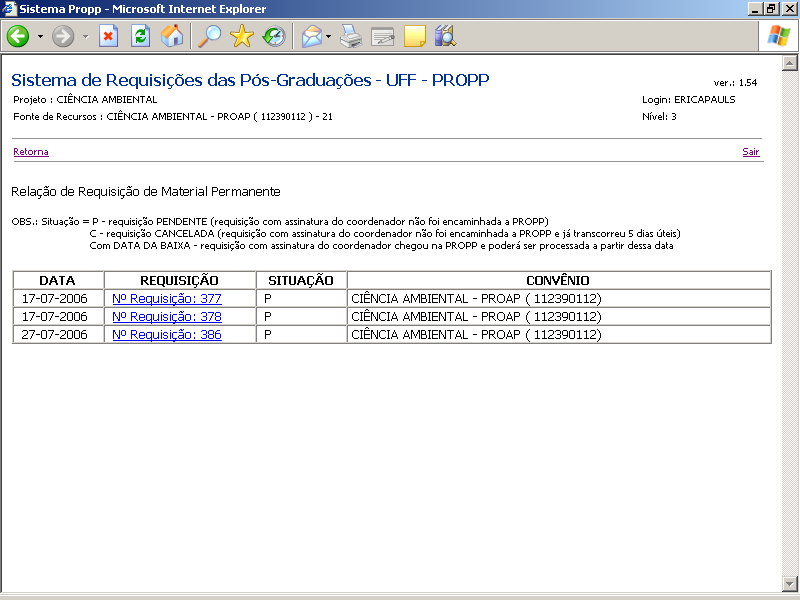 Sistema Propp - Microsoft Internet Explorer
Sistema de Requisições das Pós-Graduações - UFF - PROPP
ver.: 1.54
Projeto : CIÊNCIA AMBIENTAL
Login: ERICAPAULS
Fonte de Recursos : CIÊNCIA AMBIENTAL - PROAP ( 112390112 ) - 21
Nível: 3
Retorna
Sair
Relação de Requisição de Material Permanente
OBS.: Situação = P - requisição PENDENTE (requisição com assinatura do coordenador não foi encaminhada a PROPP)
C - requisição CANCELADA (requisição com assinatura do coordenador não foi encaminhada a PROPP e já transcorreu 5 dias úteis)
Com DATA DA BAIXA - requisição com assinatura do coordenador chegou na PROPP e poderá ser processada a partir dessa data
DATA REQUISIÇÃO SITUAÇÃO CONVÊNIO
17-07-2006 Nº Requisição: 377 P CIÊNCIA AMBIENTAL - PROAP ( 112390112)
17-07-2006 Nº Requisição: 378 P CIÊNCIA AMBIENTAL - PROAP ( 112390112)
27-07-2006 Nº Requisição: 386 P CIÊNCIA AMBIENTAL - PROAP ( 112390112)